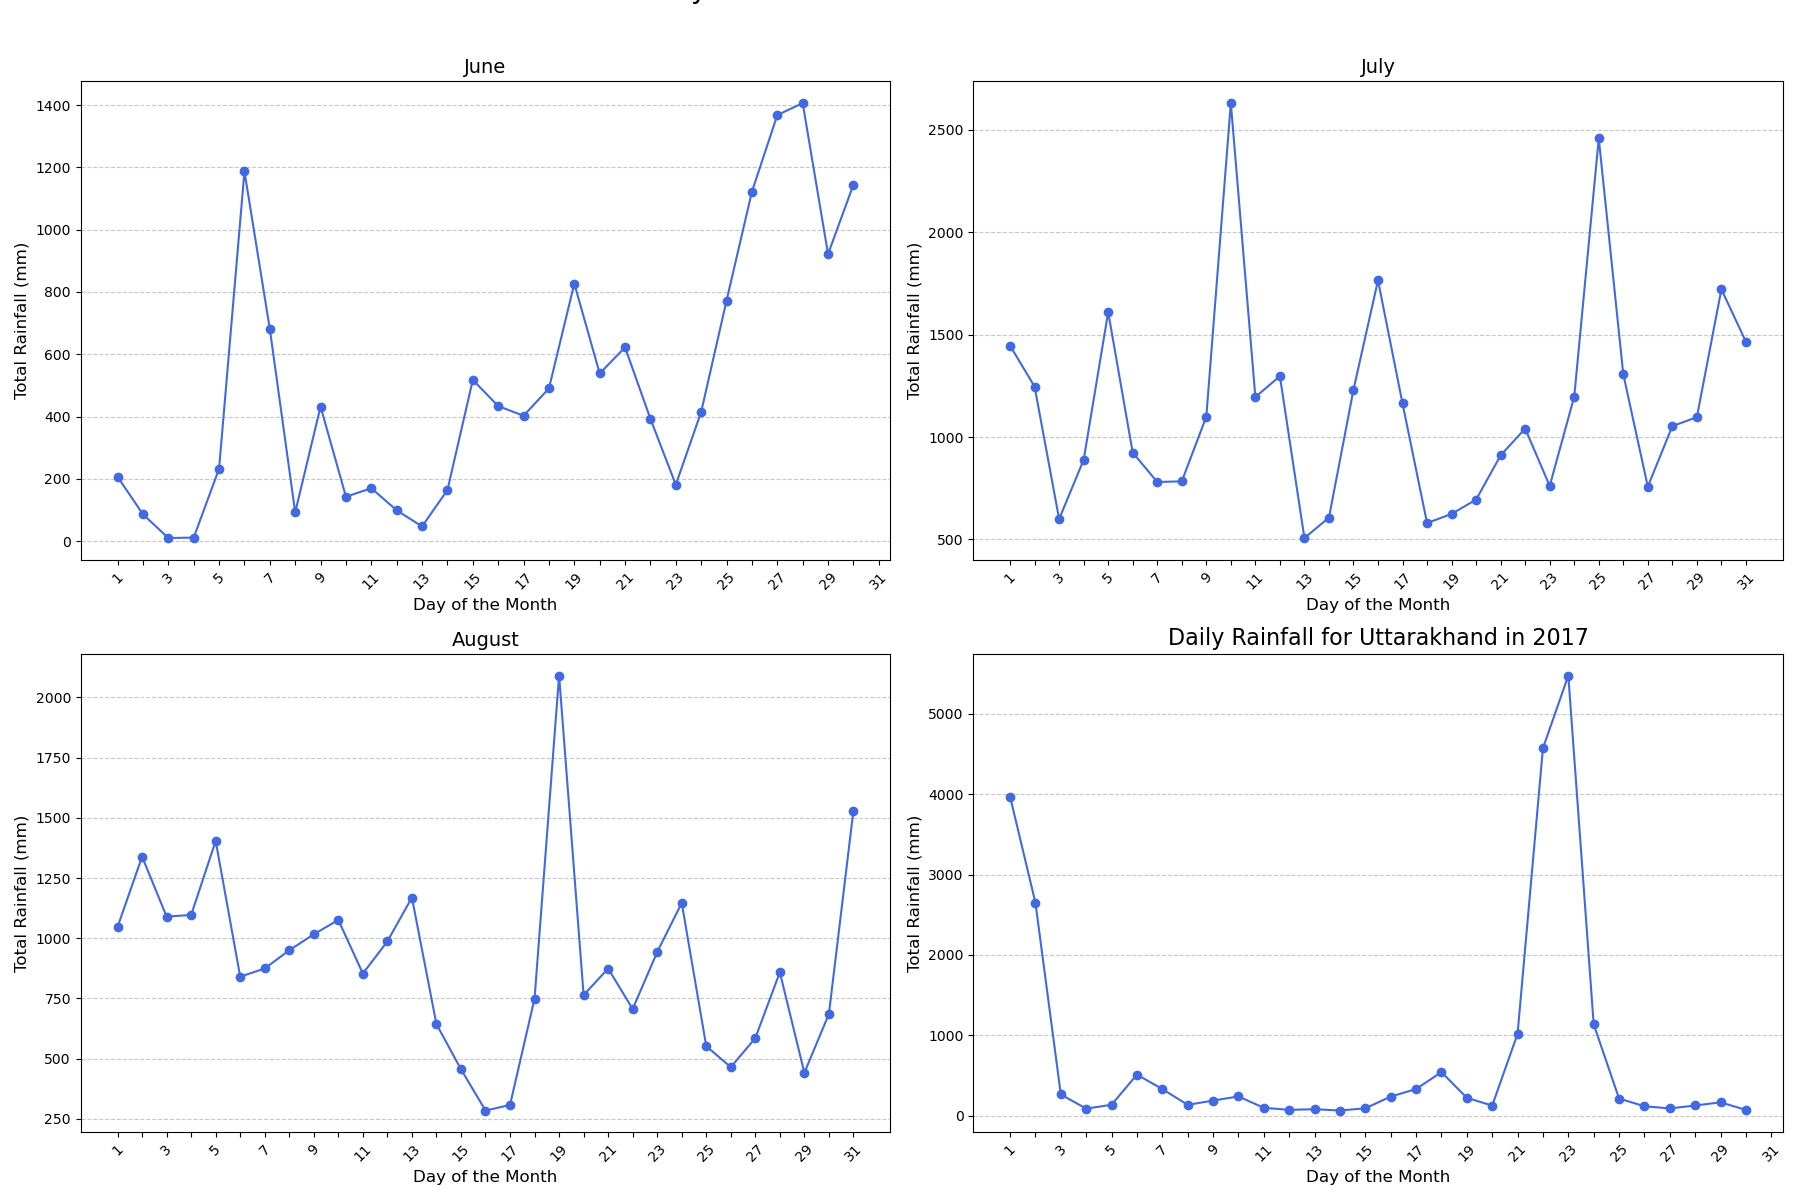 June
1400
1200
1000
800
600
400
200
0
Total Rainfall (mm)
1 3 5 7 9 11 13 15 17 19 21 23 25 27 29 31
Day of the Month
July
2500
2000
1500
1000
500
Total Rainfall (mm)
1 3 5 7 9 11 13 15 17 19 21 23 25 27 29 31
Day of the Month
August
2000
1750
1500
1250
1000
750
500
250
Total Rainfall (mm)
1 3 5 7 9 11 13 15 17 19 21 23 25 27 29 31
Day of the Month
Daily Rainfall for Uttarakhand in 2017
5000
4000
3000
2000
1000
0
Total Rainfall (mm)
1 3 5 7 9 11 13 15 17 19 21 23 25 27 29 31
Day of the Month